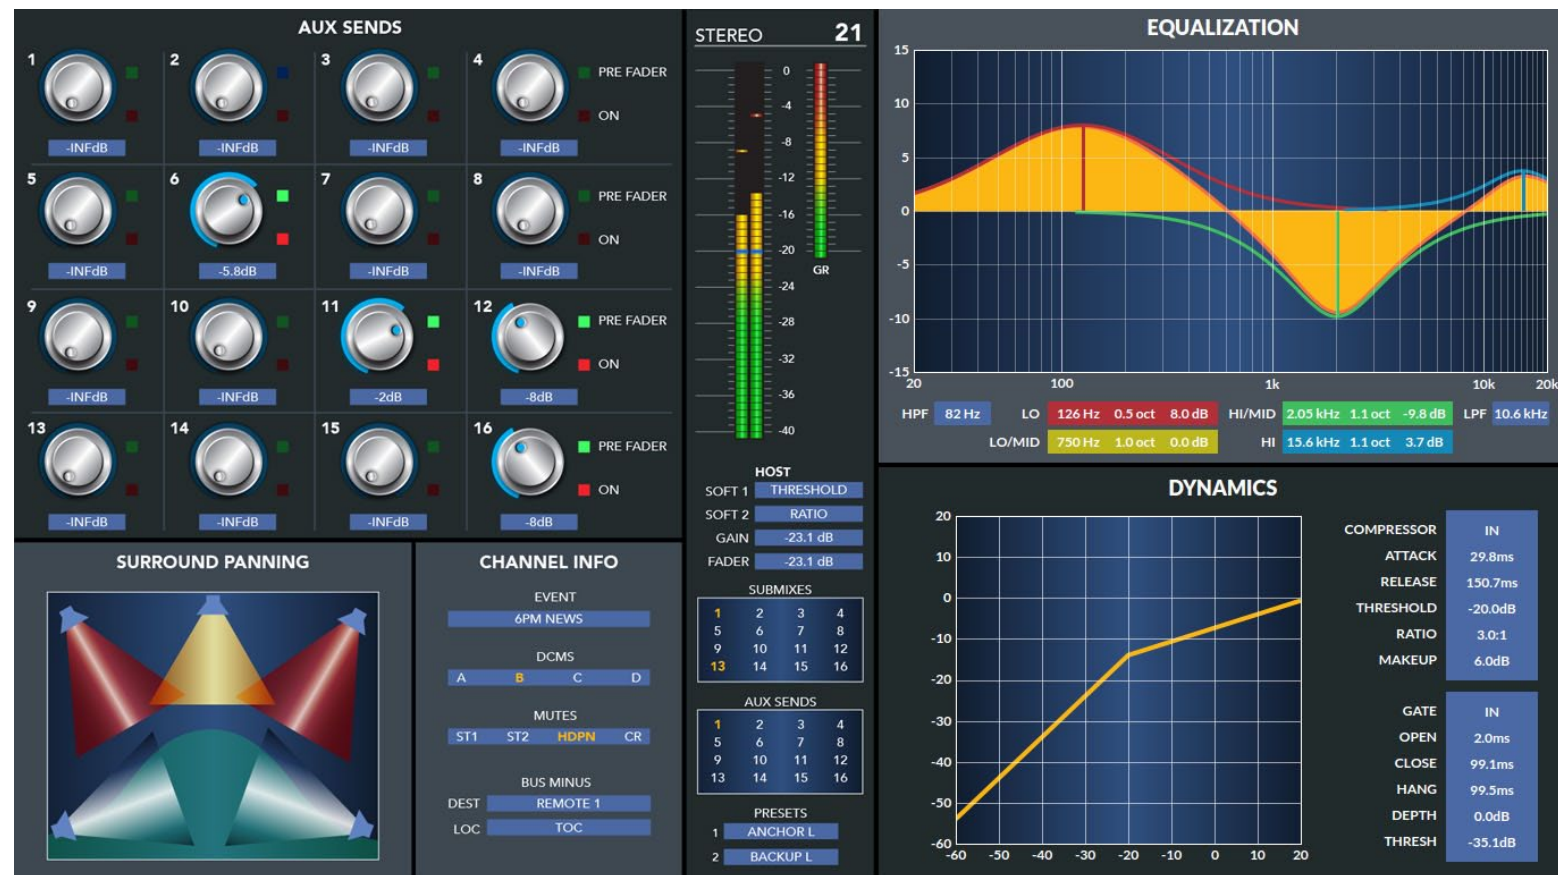 AUX SENDS
1 2 3 4
PRE FADER
ON
-INFdB -INFdB -INFdB -INFdB
5 6 7 8
PRE FADER
ON
-INFdB -5.8dB -INFdB -INFdB
9 10 11 12
PRE FADER
ON
-INFdB -INFdB -2dB -8dB
13 14 15 16
PRE FADER
ON
-INFdB -INFdB -INFdB -8dB
SURROUND PANNING
CHANNEL INFO
EVENT
6PM NEWS
DCMS
A B C D
MUTES
ST1 ST2 HDPN CR
BUS MINUS
DEST REMOTE 1
LOC TOC
STEREO 21
0
-4
-8
-12
-16
-20
GR
-24
-28
-32
-36
-40
HOST
SOFT 1 THRESHOLD
SOFT 2 RATIO
GAIN -23.1 dB
FADER -23.1 dB
SUBMIXES
1 2 3 4
5 6 7 8
9 10 11 12
13 14 15 16
AUX SENDS
1 2 3 4
5 6 7 8
9 10 11 12
13 14 15 16
PRESETS
1 ANCHOR L
2 BACKUP L
EQUALIZATION
15
10
5
0
-5
-10
-15
20 100 1k 10k 20k
HPF 82 Hz LO 126 Hz 0.5 oct 8.0 dB HI/MID 2.05 kHz 1.1 oct -9.8 dB LPF 10.6 kHz
LO/MID 750 Hz 1.0 oct 0.0 dB HI 15.6 kHz 1.1 oct 3.7 dB
DYNAMICS
20
10
0
-10
-20
-30
-40
-50
-60
-60 -50 -40 -30 -20 -10 0 10 20
COMPRESSOR IN
ATTACK 29.8ms
RELEASE 150.7ms
THRESHOLD -20.0dB
RATIO 3.0:1
MAKEUP 6.0dB
GATE IN
OPEN 2.0ms
CLOSE 99.1ms
HANG 99.5ms
DEPTH 0.0dB
THRESH -35.1dB